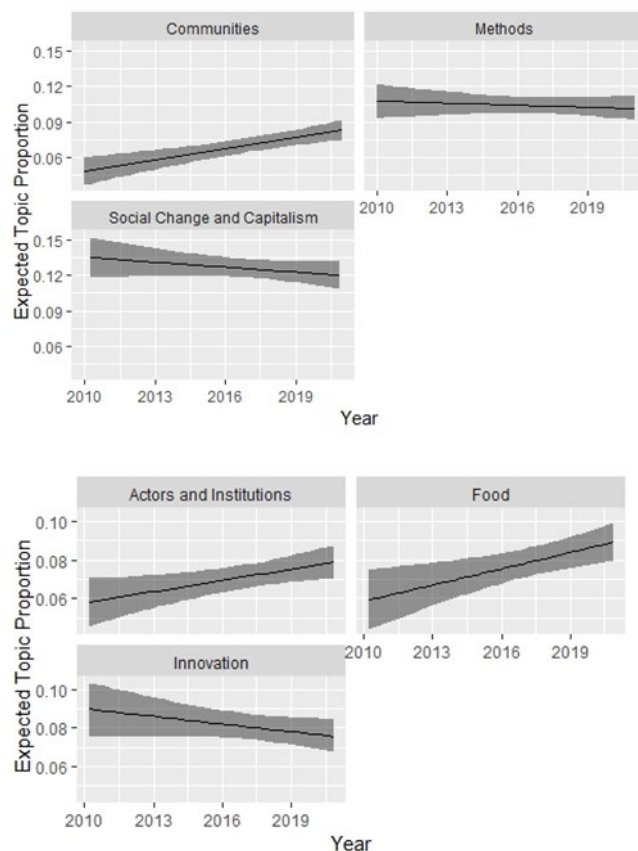 Communities
Methods
0.15
0.12
0.09
0.06
2010 2013 2016 2019
Social Change and Capitalism
0.15
0.12
0.09
0.06
2010 2013 2016 2019
Expected Topic Proportion
Year
Actors and Institutions
Food
0.10
0.08
0.06
2010 2013 2016 2019
Innovation
0.10
0.08
0.06
2010 2013 2016 2019
Expected Topic Proportion
Year